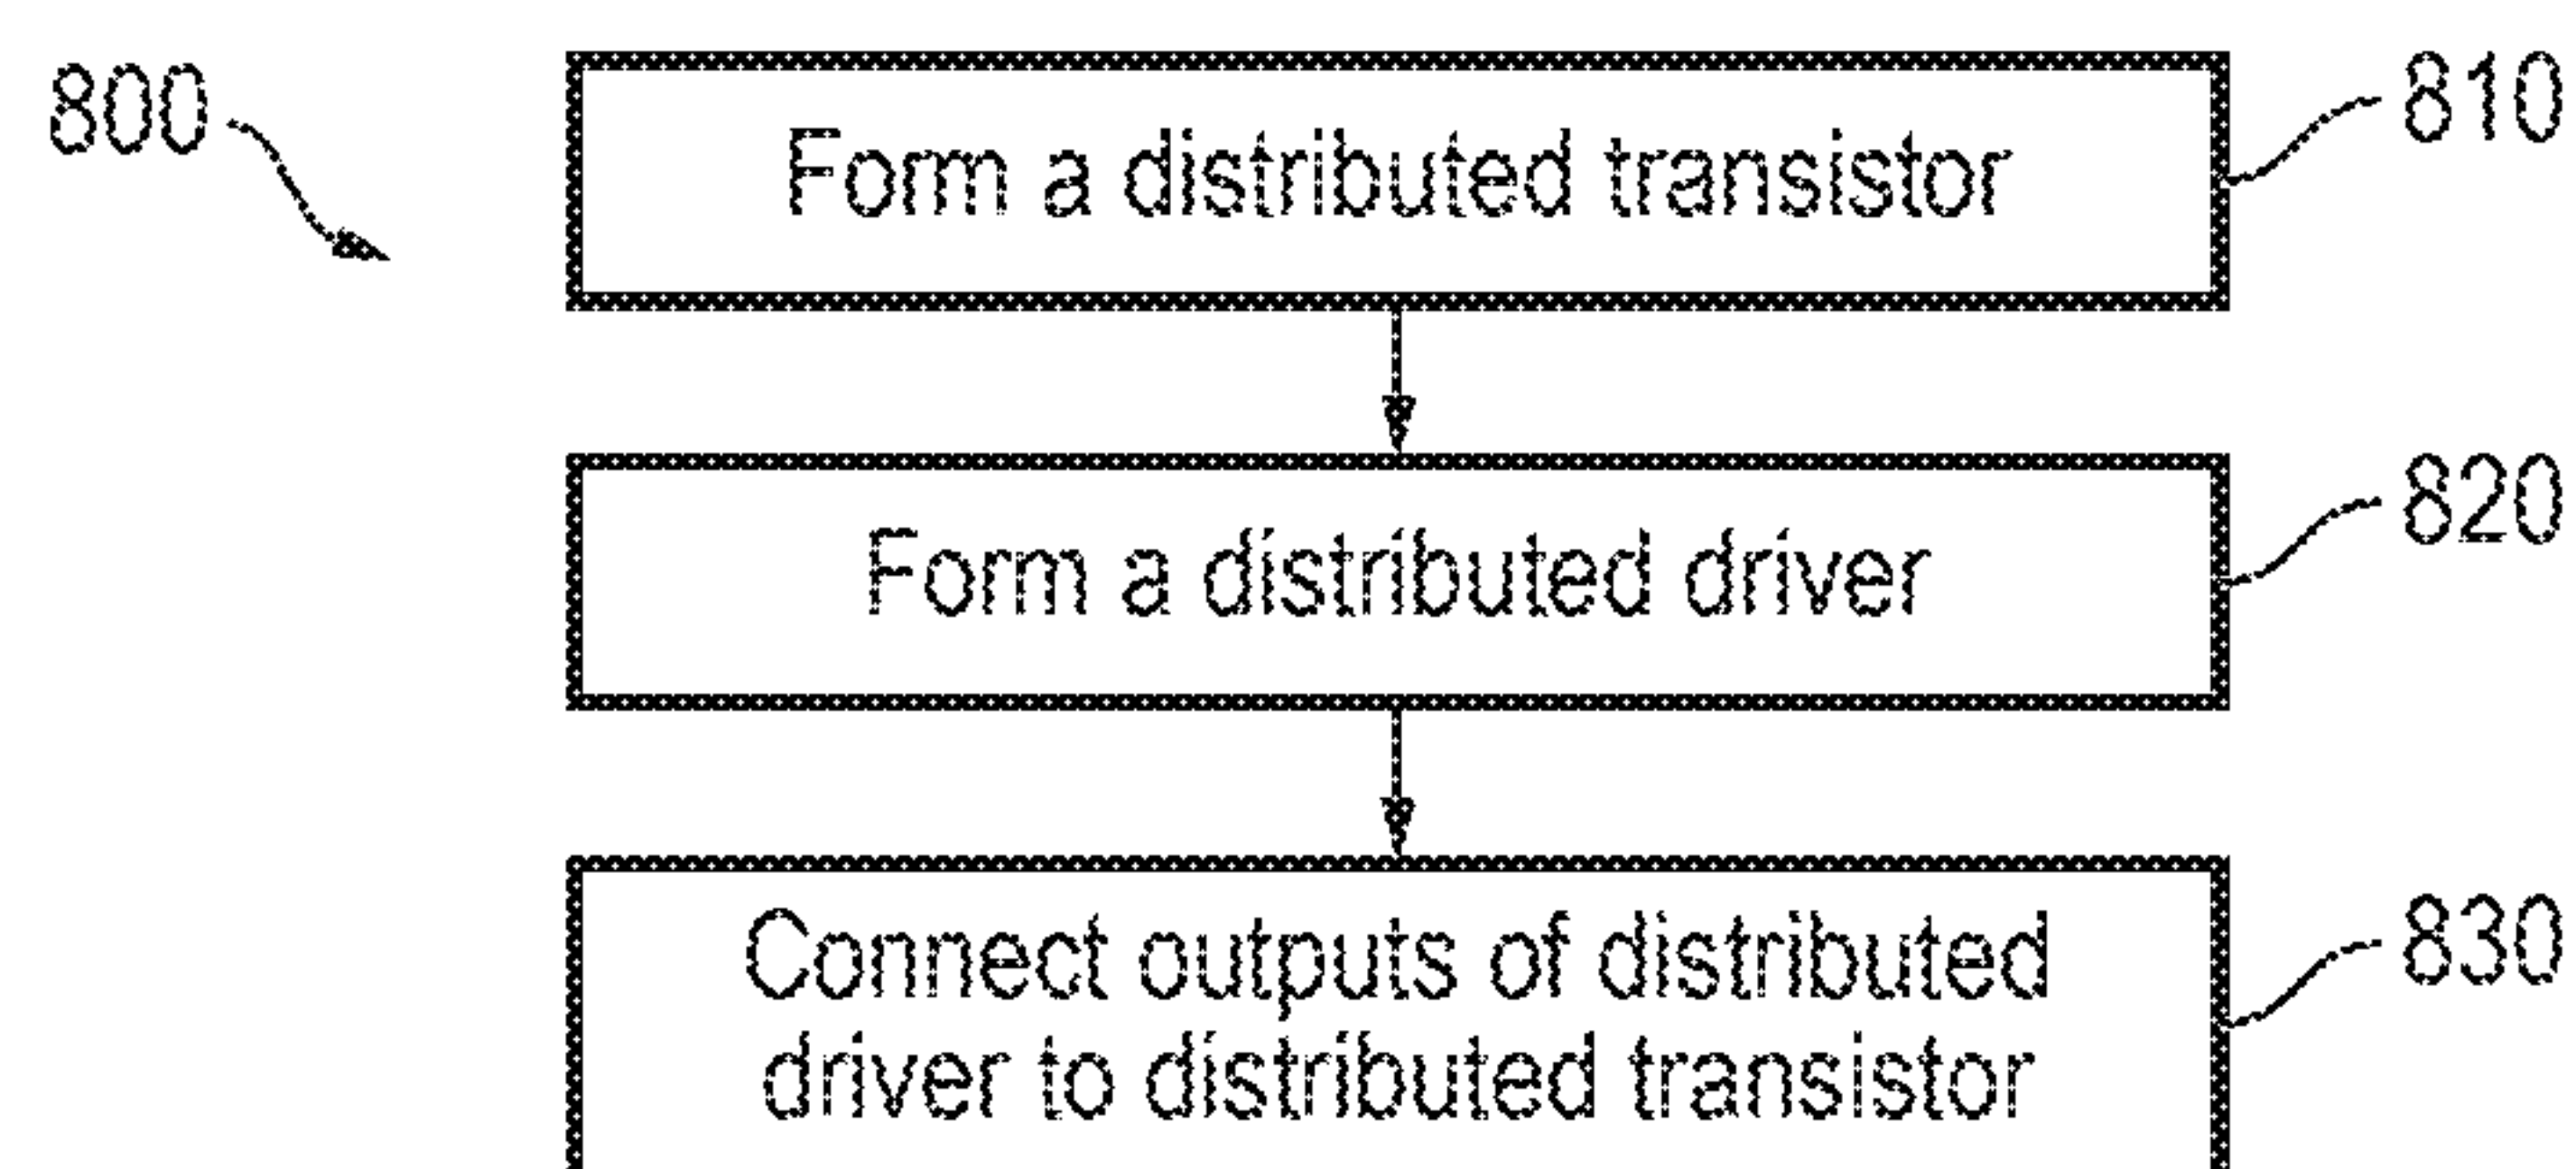 800
Form a distributed transistor
810
Form a distributed driver
820
Connect outputs of distributed
driver to distributed transistor
830